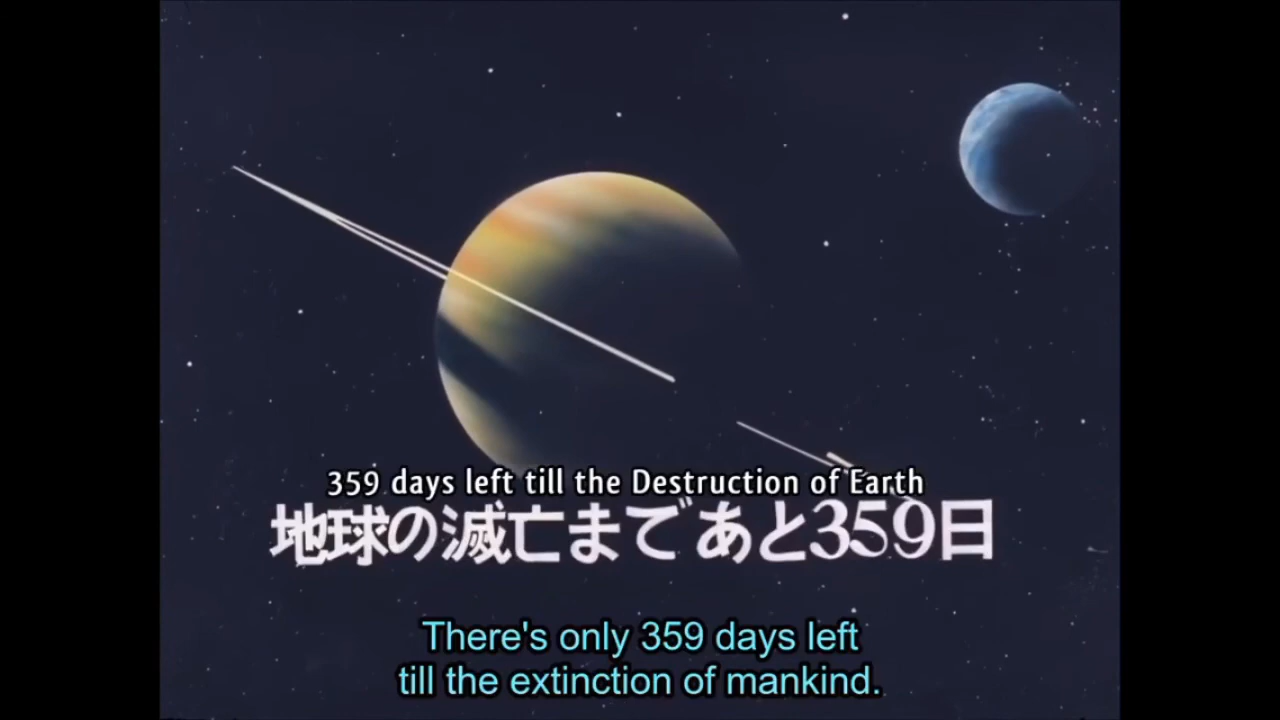 359 days left till the Destruction of Earth
地球の滅亡まであと359日
There's only 359 days left
till the extinction of mankind.